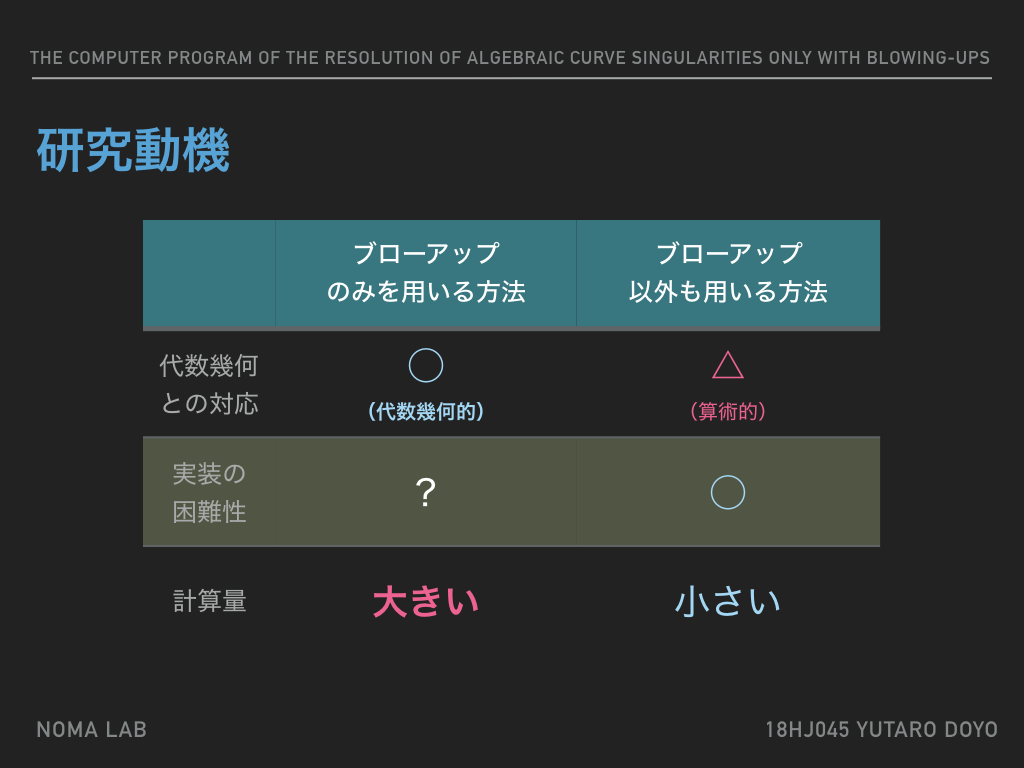 THE COMPUTER PROGRAM OF THE RESOLUTION OF ALGEBRAIC CURVE SINGULARITIES ONLY WITH BLOWING-UPS
研究動機
ブローアップ
のみを用いる方法
ブローアップ
以外も用いる方法
代数幾何
との対応
○
(代数幾何的)
△
(算術的)
実装の
困難性
？
○
計算量
大きい
小さい
NOMA LAB
18HJ045 YUTARO DOYO